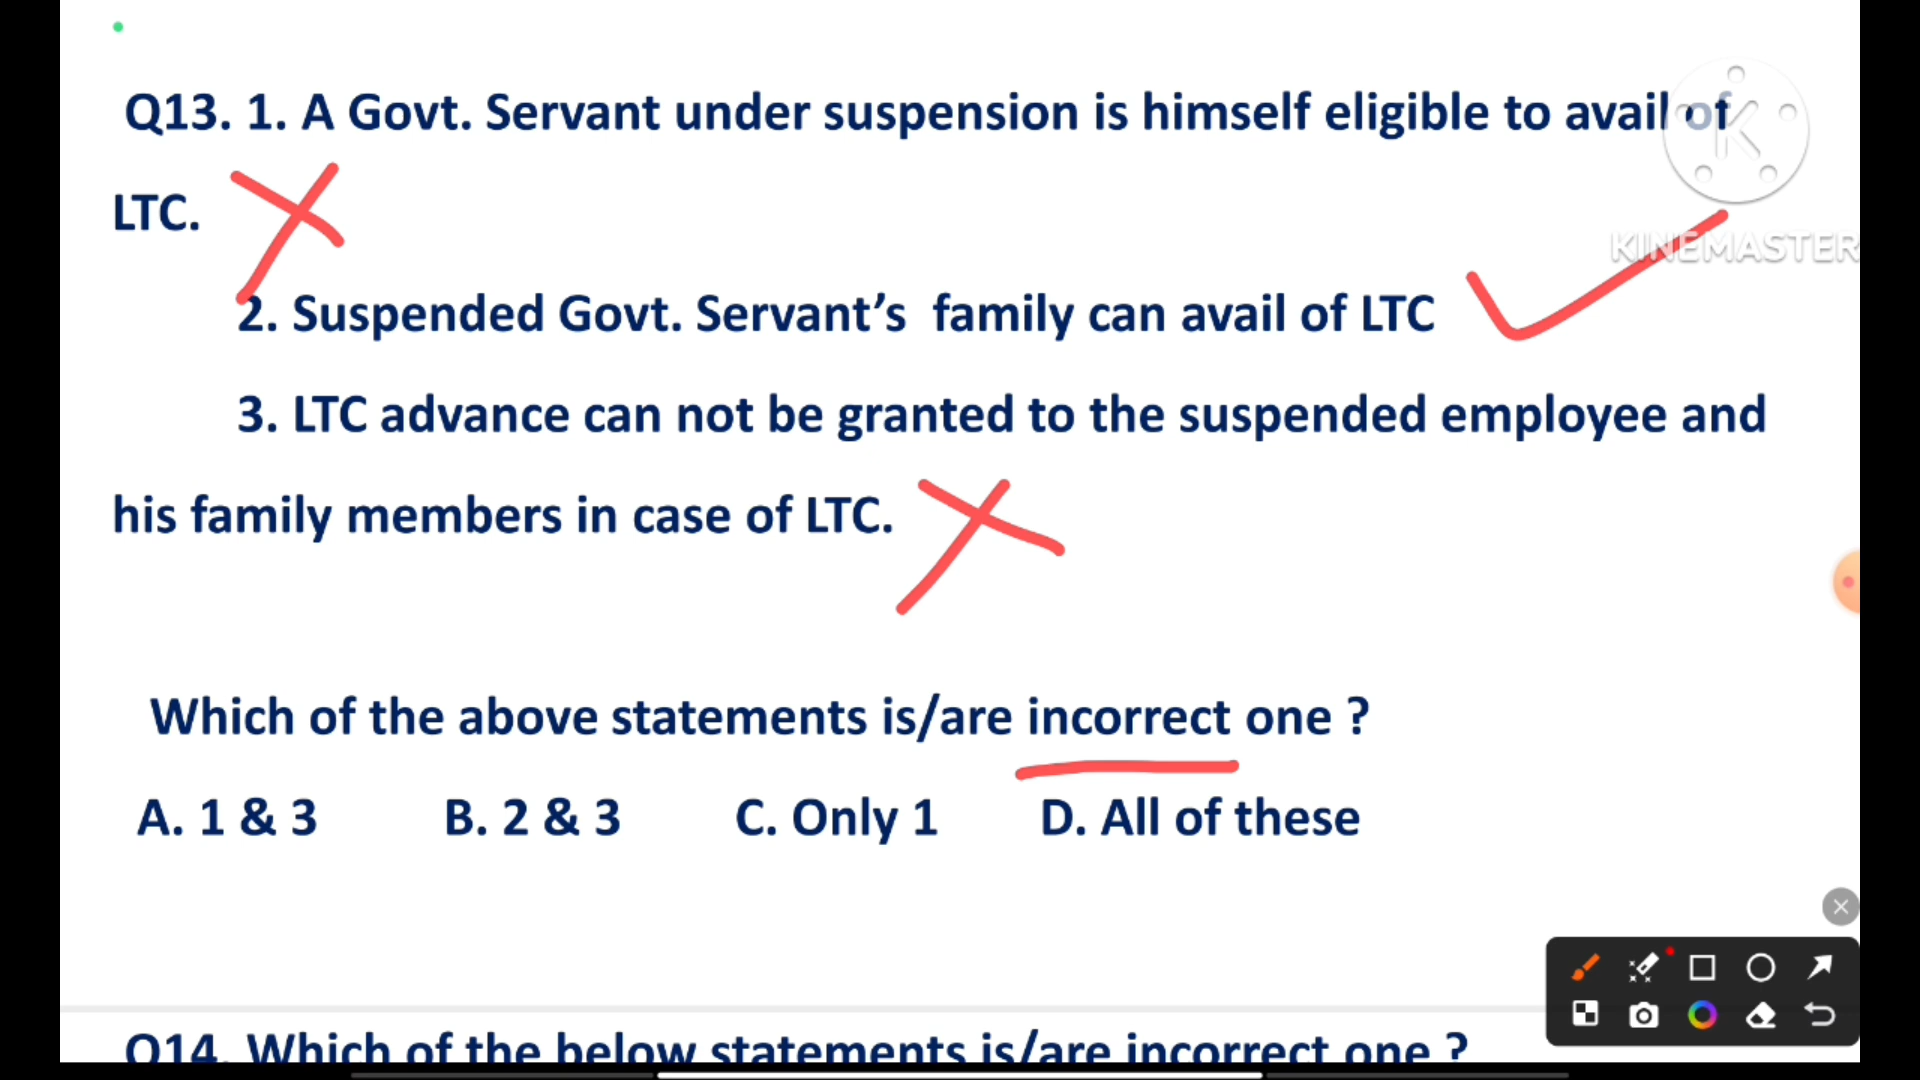 Q13. 1. A Govt. Servant under suspension is himself eligible to avail of
LTC.
KINEMASTER
2. Suspended Govt. Servant’s family can avail of LTC
3. LTC advance can not be granted to the suspended employee and
his family members in case of LTC.
Which of the above statements is/are incorrect one ?
A. 1 & 3 B. 2 & 3 C. Only 1 D. All of these
Q14. Which of the below statements is/are incorrect one ?